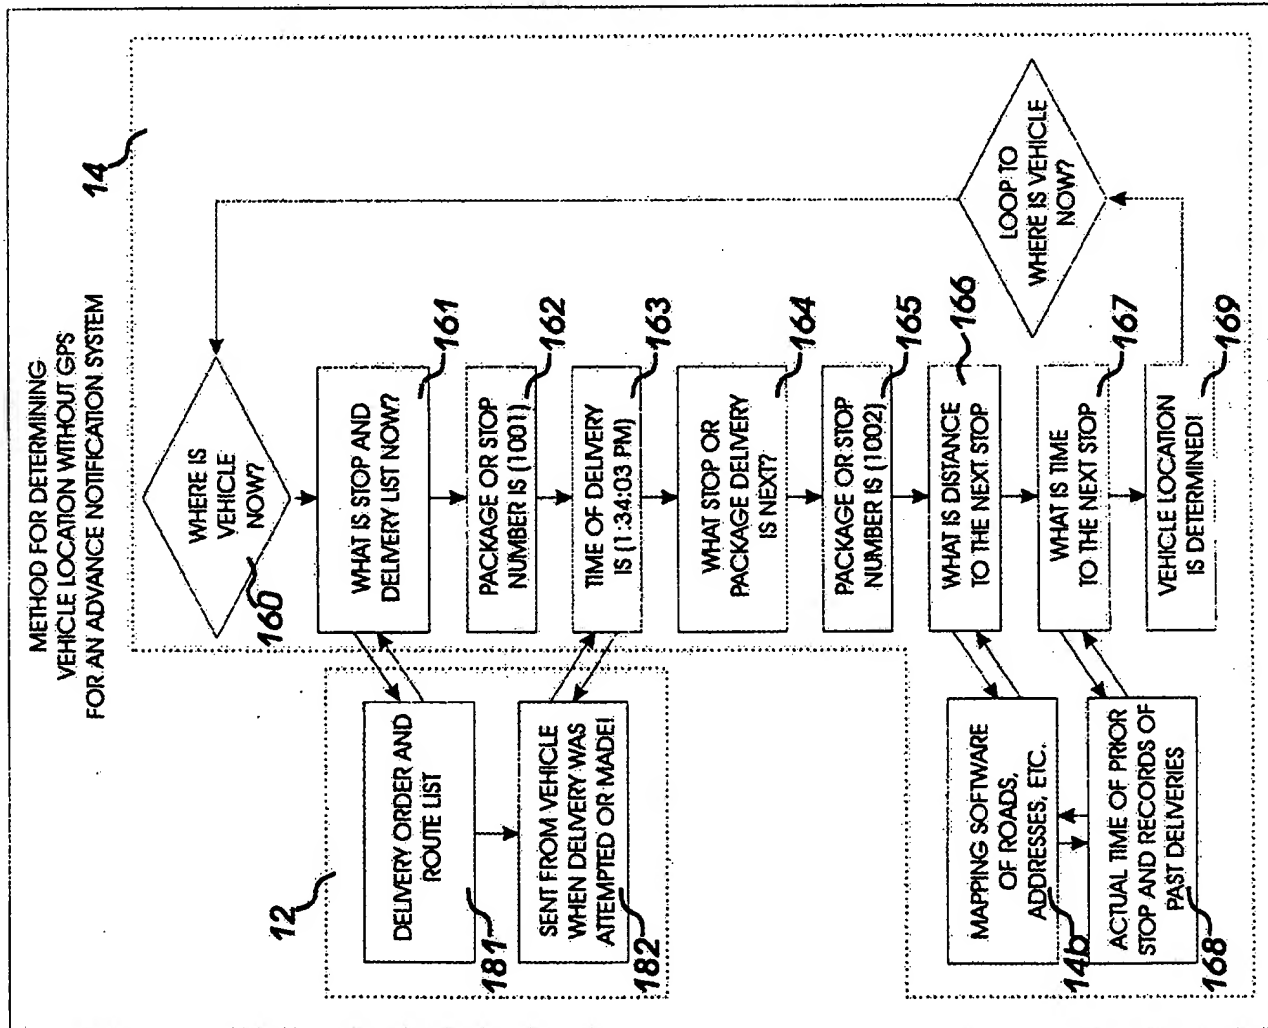 METHOD FOR DETERMINING
VEHICLE LOCATION WITHOUT GPS
FOR AN ADVANCE NOTIFICATION SYSTEM
14
WHERE IS
VEHICLE
NOW?
160
WHAT IS STOP AND
DELIVERY LIST NOW?
161
PACKAGE OR STOP
NUMBER IS (1001)
162
TIME OF DELIVERY
IS (1:34:03 PM)
163
WHAT STOP OR
PACKAGE DELIVERY
IS NEXT?
164
PACKAGE OR STOP
NUMBER IS (1002)
165
WHAT IS DISTANCE
TO THE NEXT STOP
166
WHAT IS TIME
TO THE NEXT STOP
167
VEHICLE LOCATION
IS DETERMINED!
169
LOOP TO
WHERE IS VEHICLE
NOW?
12
DELIVERY ORDER AND
ROUTE LIST
181
SENT FROM VEHICLE
WHEN DELIVERY WAS
ATTEMPTED OR MADE!
182
MAPPING SOFTWARE
OF ROADS,
ADDRESSES, ETC.
14b
ACTUAL TIME OF PRIOR
STOP AND RECORDS OF
PAST DELIVERIES
168